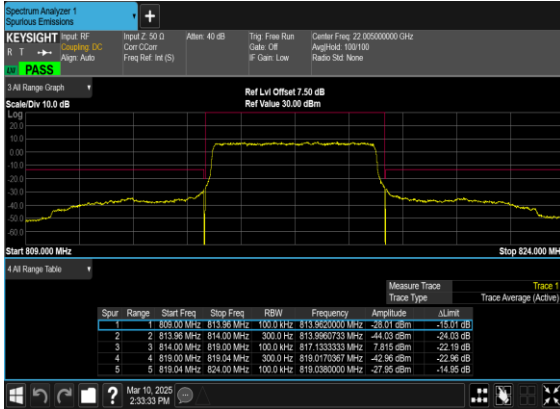 Spectrum Analyzer 1
Spurious Emissions
KEYSIGHT Input: RF Input Z: 50 Ω Atten: 40 dB Trig: Free Run Center Freq: 22.005000000 GHz
R T Coupling: DC Corr CCorr Gate: Off Avg|Hold: 100/100
Align: Auto Freq Ref: Int (S) IF Gain: Low Radio Std: None
PASS
3 All Range Graph
Ref Lvl Offset 7.50 dB
Scale/Div 10.0 dB Ref Value 30.00 dBm
Log
20.0
10.0
0.00
-10.0
-20.0
-30.0
-40.0
-50.0
-60.0
Start 809.000 MHz Stop 824.000 MH
4 All Range Table
Measure Trace Trace 1
Trace Type Trace Average (Active)
Spur Range Start Freq Stop Freq RBW Frequency Amplitude ΔLimit
1 1 809.00 MHz 813.96 MHz 100.0 kHz 813.9620000 MHz -28.01 dBm -15.01 dB
2 2 813.96 MHz 814.00 MHz 300.0 Hz 813.9960733 MHz -44.03 dBm -24.03 dB
3 3 814.00 MHz 819.00 MHz 100.0 kHz 817.1333333 MHz 7.815 dBm -22.19 dB
4 4 819.00 MHz 819.04 MHz 300.0 Hz 819.0170367 MHz -42.96 dBm -22.96 dB
5 5 819.04 MHz 824.00 MHz 100.0 kHz 819.0380000 MHz -27.95 dBm -14.95 dB
Mar 10, 2025
2:33:33 PM